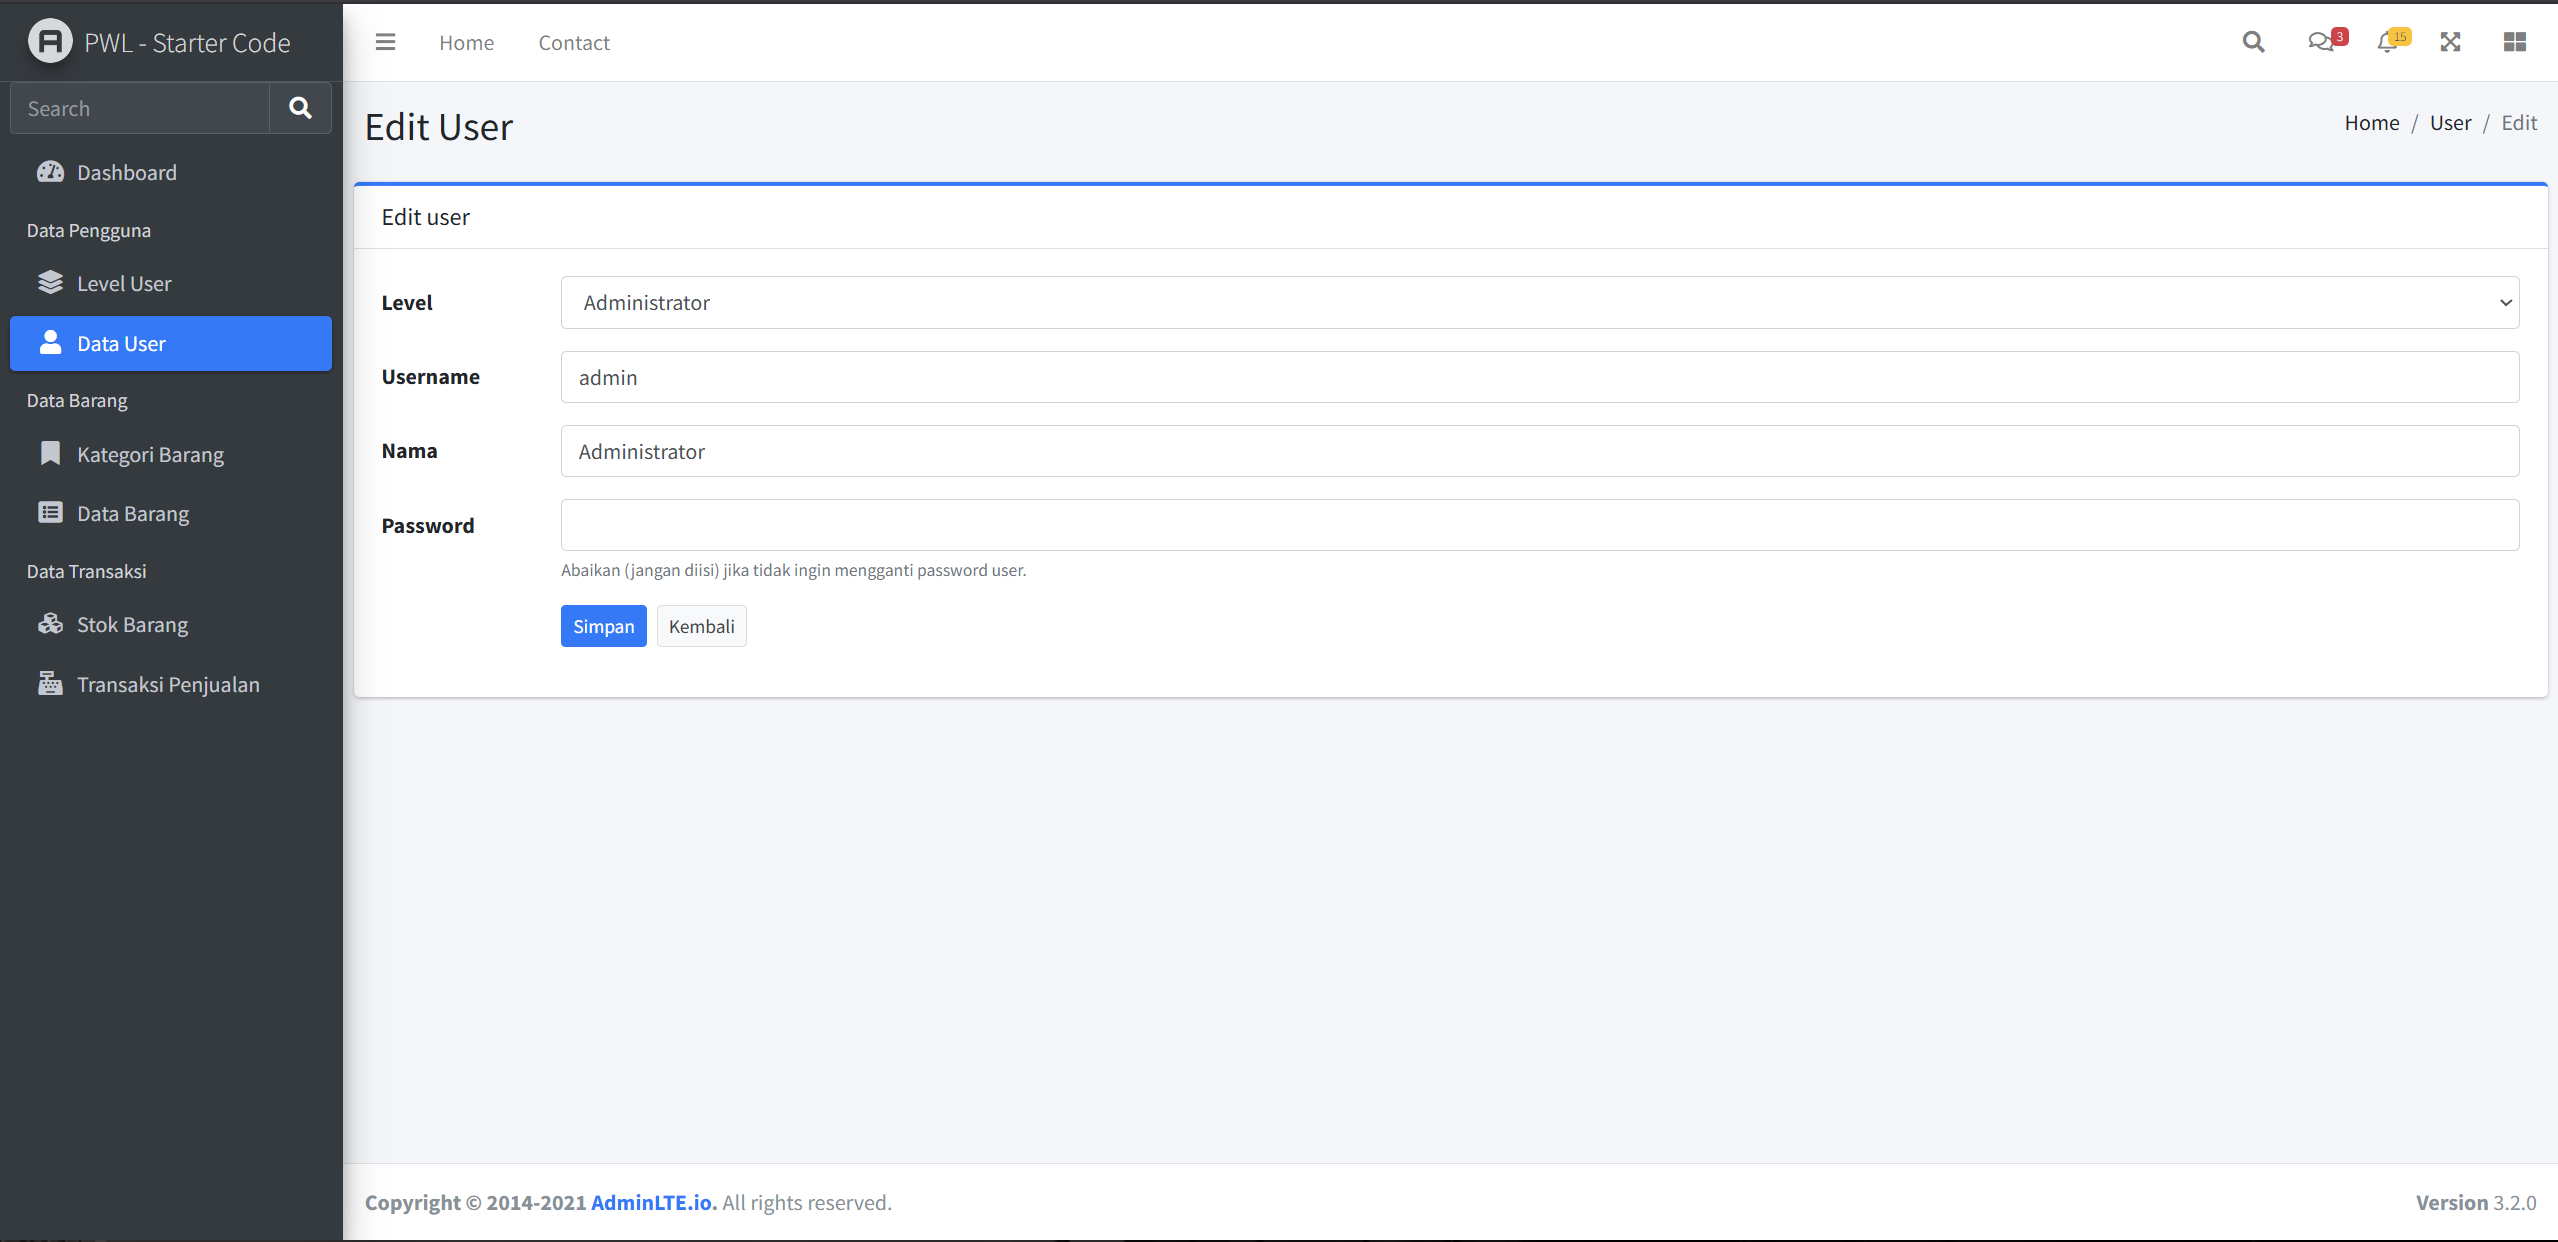 PWL - Starter Code
Home
Contact
3
15
Search
Dashboard
Data Pengguna
Level User
Data User
Data Barang
Kategori Barang
Data Barang
Data Transaksi
Stok Barang
Transaksi Penjualan
Edit User
Home / User / Edit
Edit user
Level
Administrator
Username
admin
Nama
Administrator
Password
Abaikan (jangan diisi) jika tidak ingin mengganti password user.
Simpan
Kembali
Copyright © 2014-2021 AdminLTE.io. All rights reserved.
Version 3.2.0